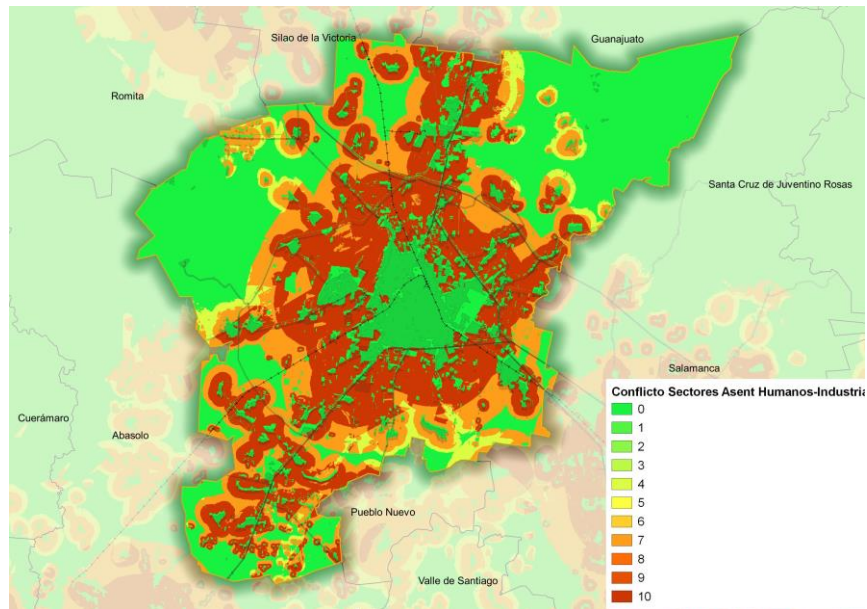 Silao de la Victoria
Guanajuato
Romita
Santa Cruz de Juventino Rosas
Salamanca
Conflicto Sectores Asent Humanos-Industria
0
1
2
3
4
5
6
7
8
9
10
Cuerámaro
Abasolo
Pueblo Nuevo
Valle de Santiago